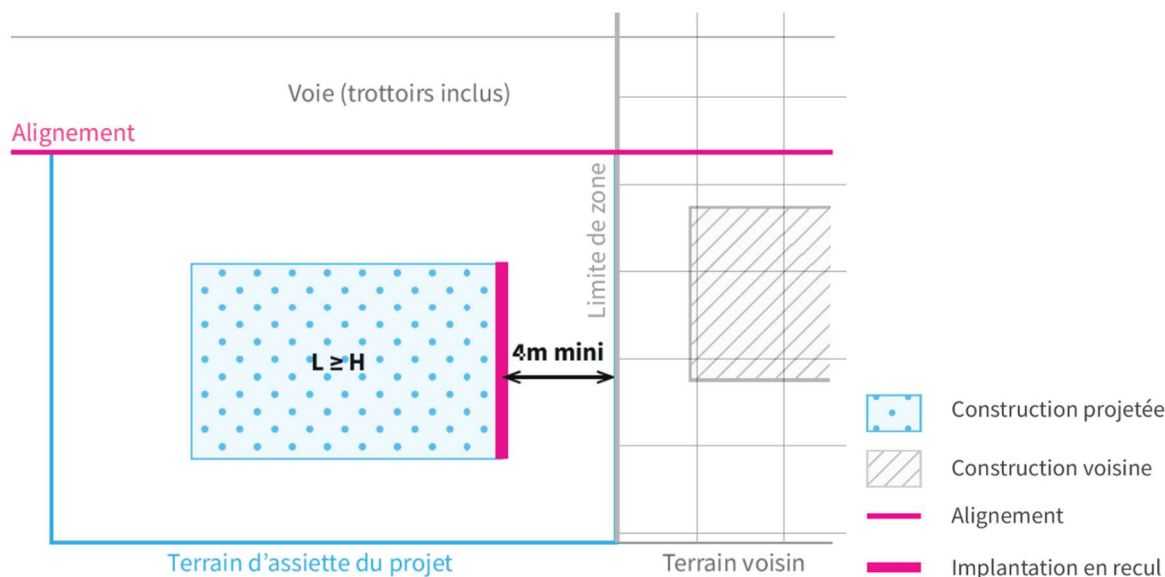 Voie (trottoirs inclus)
Alignement
Limite de zone
L ≥ H
4m mini
Construction projetée
Construction voisine
Alignement
Terrain d’assiette du projet
Terrain voisin
Implantation en recul